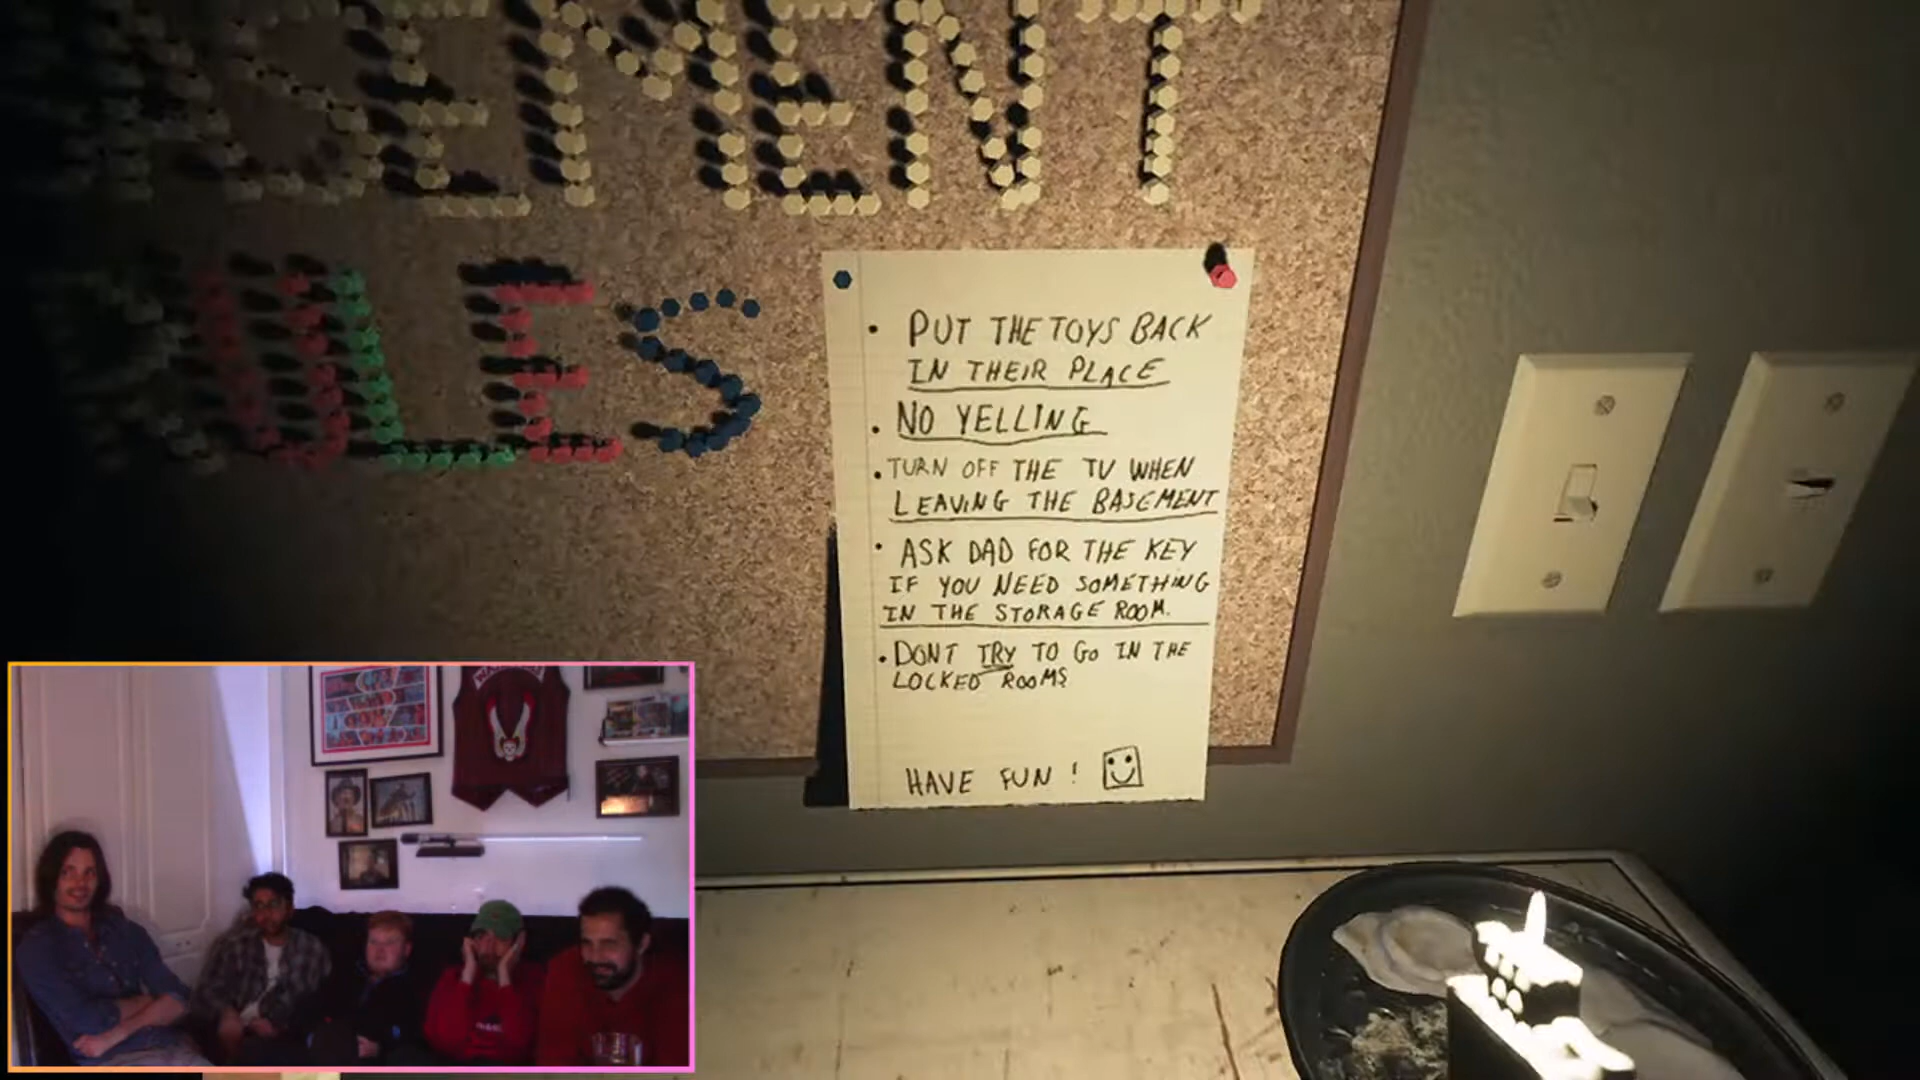 • PUT THE TOYS BACK
IN THEIR PLACE
• NO YELLING
• TURN OFF THE TV WHEN
LEAVING THE BASEMENT
• ASK DAD FOR THE KEY
IF YOU NEED SOMETHING
IN THE STORAGE ROOM.
• DONT TRY TO GO IN THE
LOCKED ROOMS
HAVE FUN !